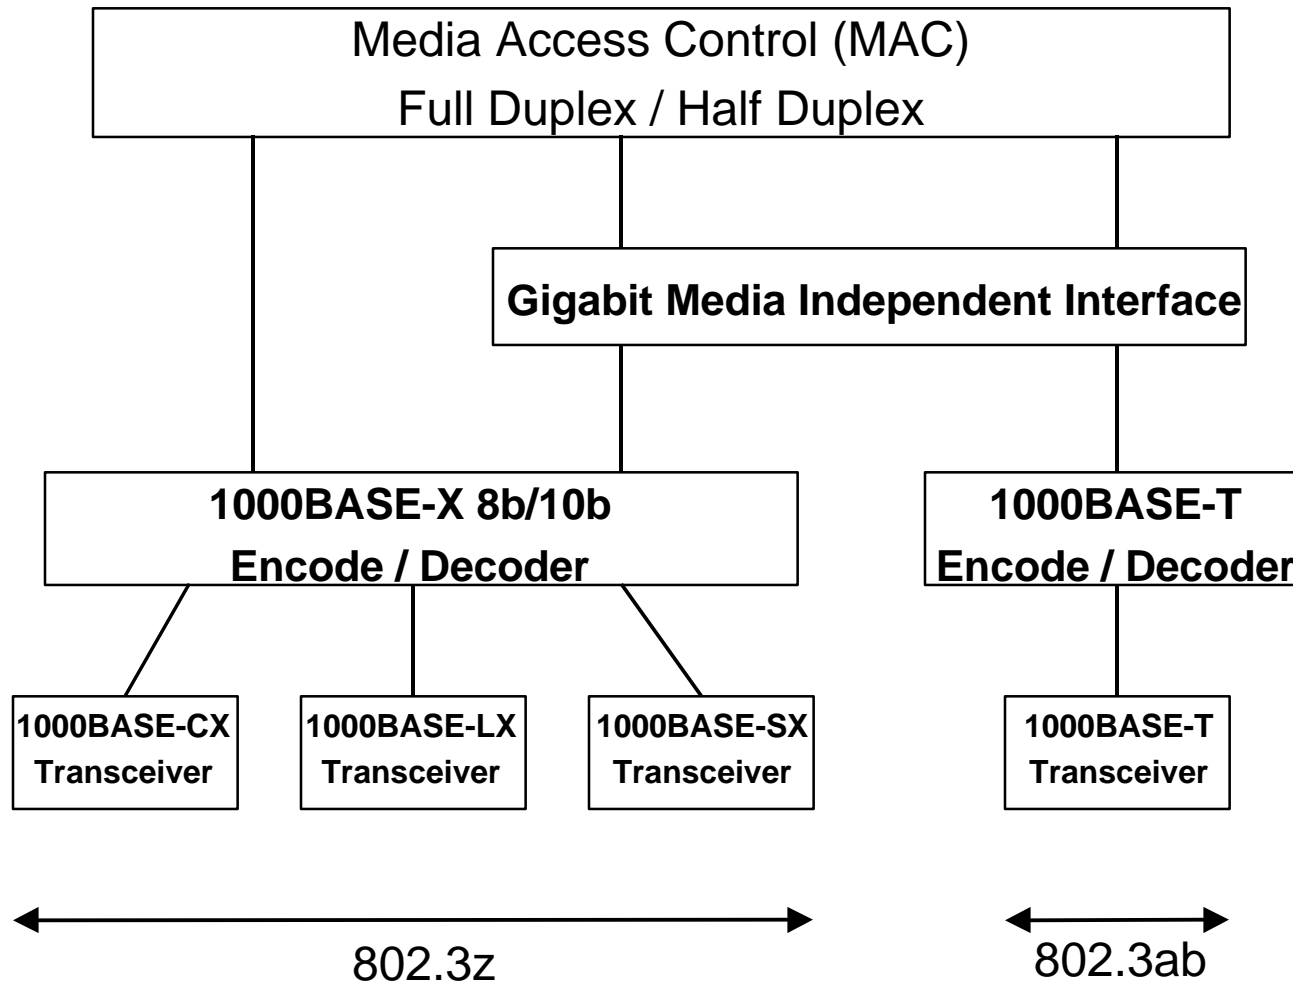 Media Access Control (MAC)
Full Duplex / Half Duplex
Gigabit Media Independent Interface
1000BASE-X 8b/10b
Encode / Decoder
1000BASE-T
Encode / Decoder
1000BASE-CX
Transceiver
1000BASE-LX
Transceiver
1000BASE-SX
Transceiver
1000BASE-T
Transceiver
802.3z
802.3ab